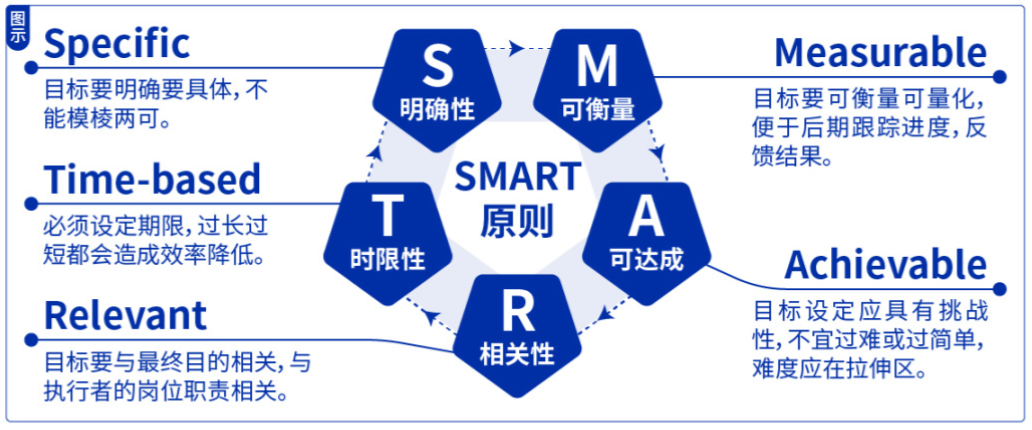 图示
Specific
目标要明确要具体，不
能模棱两可。
Time-based
必须设定期限，过长过
短都会造成效率降低。
Relevant
目标要与最终目的相关，与
执行者的岗位职责相关。
S
明确性
M
可衡量
SMART
原则
T
时限性
A
可达成
R
相关性
Measurable
目标要可衡量可量化，
便于后期跟踪进度，反
馈结果。
Achievable
目标设定应具有挑战
性，不宜过难或过简单，
难度应在拉伸区。